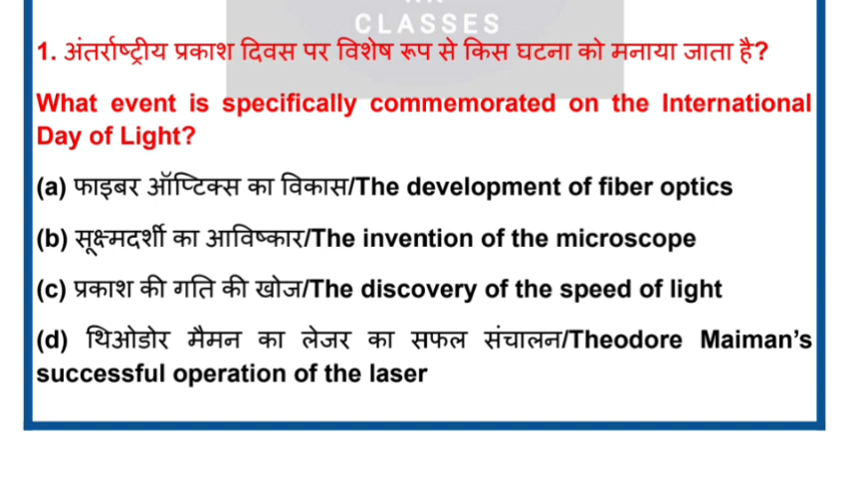 CLASSES
1. अंतर्राष्ट्रीय प्रकाश दिवस पर विशेष रूप से किस घटना को मनाया जाता है?
What event is specifically commemorated on the International
Day of Light?
(a) फाइबर ऑप्टिक्स का विकास/The development of fiber optics
(b) सूक्ष्मदर्शी का आविष्कार/The invention of the microscope
(c) प्रकाश की गति की खोज/The discovery of the speed of light
(d) थिओडोर मैमन का लेजर का सफल संचालन/Theodore Maiman’s
successful operation of the laser